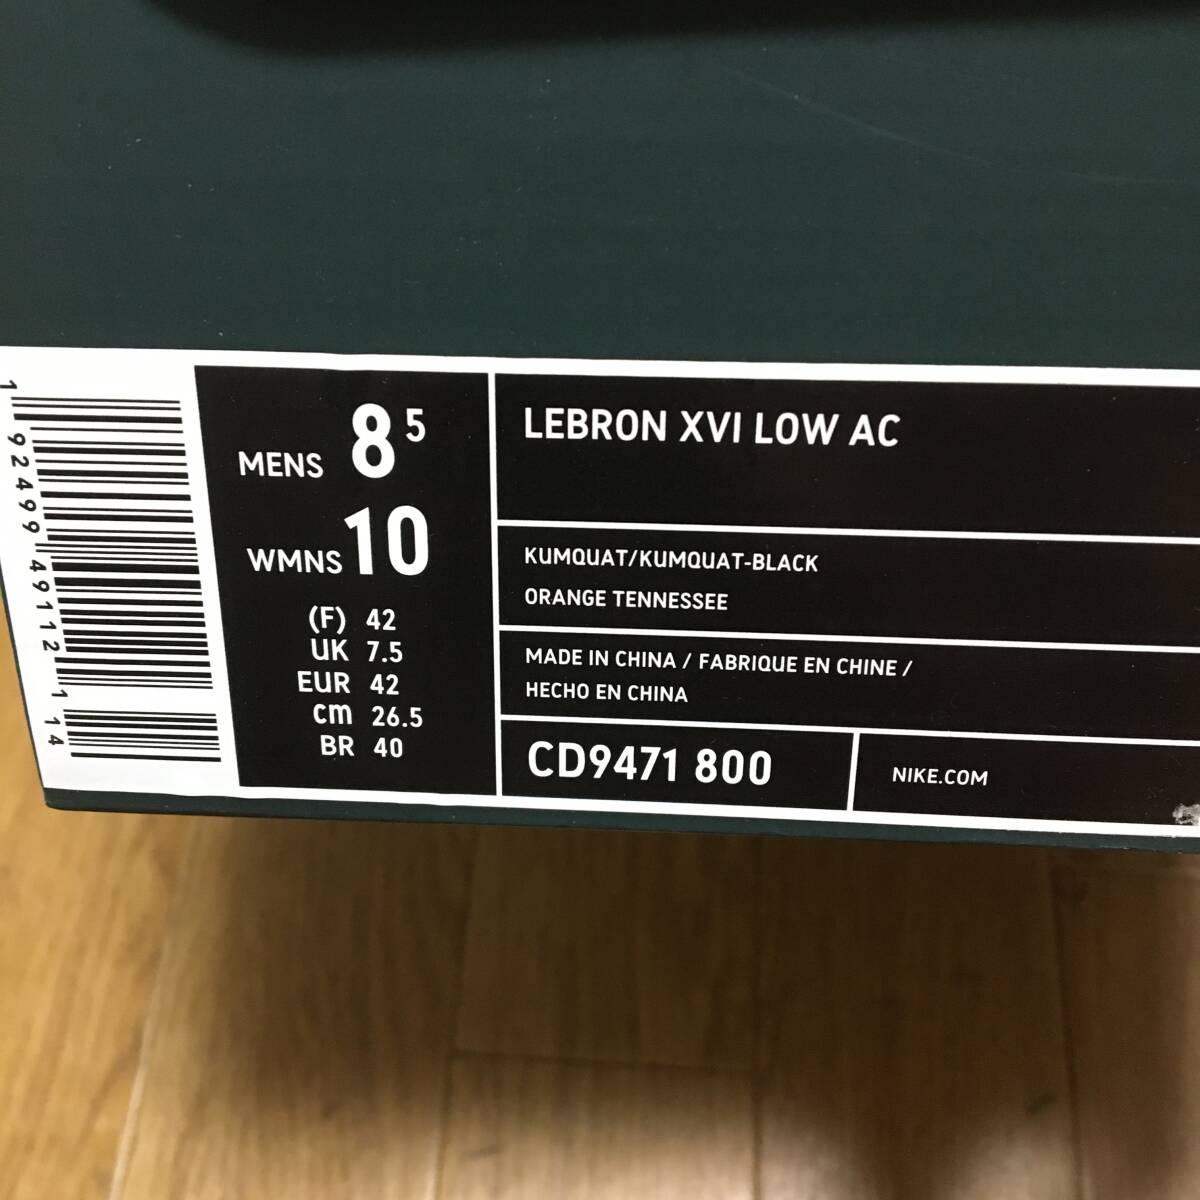 1 92499 49112 1 14
MENS 8 5
WMNS 10
(F) 42
UK 7.5
EUR 42
cm 26.5
BR 40
LEBRON XVI LOW AC
KUMQUAT/KUMQUAT-BLACK
ORANGE TENNESSEE
MADE IN CHINA / FABRIQUE EN CHINE /
HECHO EN CHINA
CD9471 800
NIKE.COM